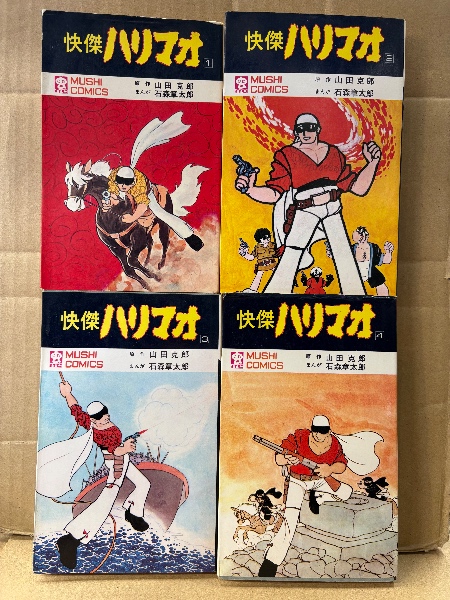 快傑ハリマオ
1
虫
MUSHI
COMICS
原作 山田克郎
まんが 石森章太郎
快傑ハリマオ
虫
MUSHI
COMICS
原作 山田克郎
まんが 石森章太郎
快傑ハリマオ
虫
MUSHI
COMICS
原作 山田克郎
まんが 石森章太郎
快傑ハリマオ
4
虫
MUSHI
COMICS
原作 山田克郎
まんが 石森章太郎